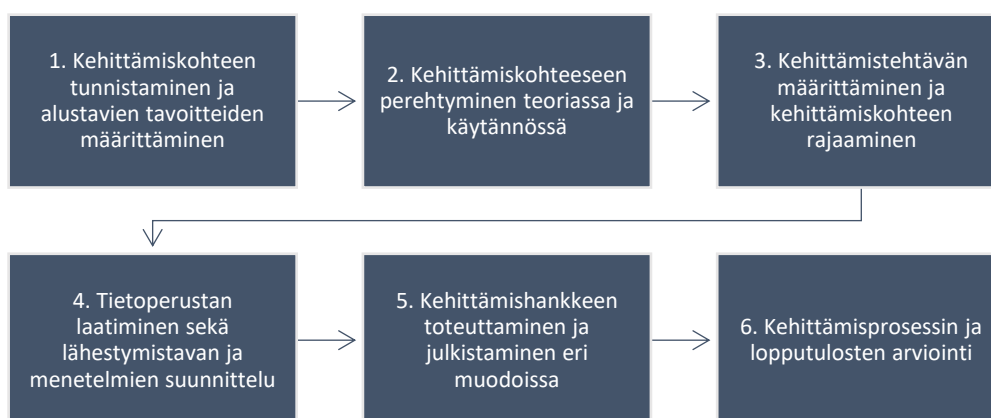 1. Kehittämiskohteen
tunnistaminen ja
alustavien tavoitteiden
määrittäminen
2. Kehittämiskohteeseen
perehtyminen teoriassa ja
käytännössä
3. Kehittämistehtävän
määrittäminen ja
kehittämiskohteen
rajaaminen
4. Tietoperustan
laatiminen sekä
lähestymistavan ja
menetelmien suunnittelu
5. Kehittämishankkeen
toteuttaminen ja
julkistaminen eri
muodoissa
6. Kehittämisprosessin ja
lopputulosten arviointi